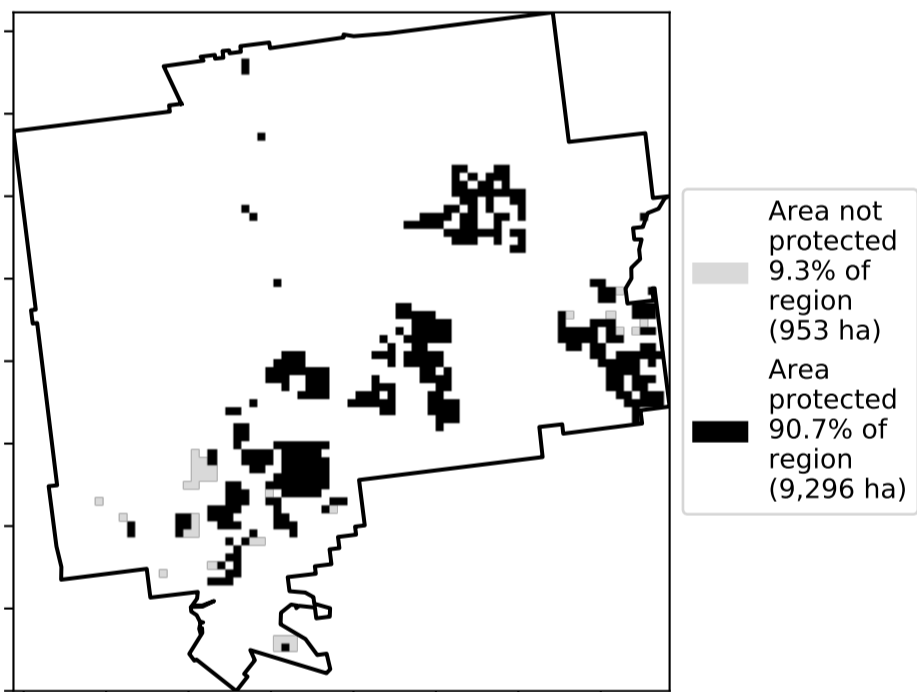 Area not
protected
9.3% of
region
(953 ha)
Area
protected
90.7% of
region
(9,296 ha)